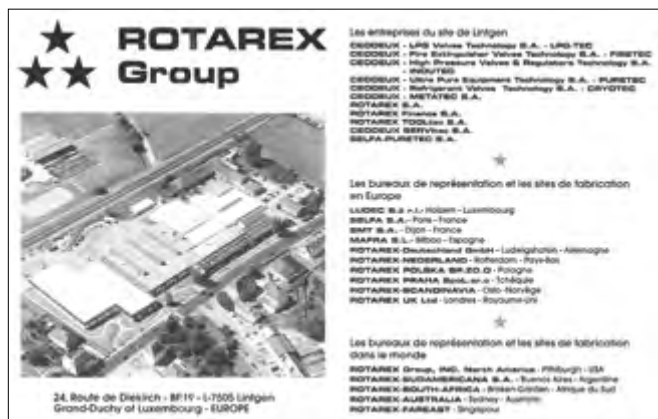 ROTAREX
Group
24, Route de Diekirch - BP.19 - L-7505 Lintgen
Grand-Duchy of Luxembourg - EUROPE
Les entreprises du site de Lintgen
CEODEUX - LPG Valves Technology S.A. - LPG-TEC
CEODEUX - Fire Extinguisher Valves Technology S.A. - FIRETEC
CEODEUX - High Pressure Valves & Regulators Technology S.A.
- INDUTEC
CEODEUX - Ultra Pure Equipment Technology S.A. - PURETEC
CEODEUX - Refrigerant Valves Technology S.A. - CRYOTEC
CEODEUX - METATEC S.A.
ROTAREX S.A.
ROTAREX Finance S.A.
ROTAREX TOOLtec S.A.
CEODEUX SERVtec S.A.
SELFA-PURETEC S.A.
Les bureaux de représentation et les sites de fabrication
en Europe
LUDEC S.à r.l. - Hosizem - Luxembourg
SELFA S.A. - Paris - France
SMT S.A. - Dijon - France
MAFRA S.L. - Bilbao - Espagne
ROTAREX-Deutschland GmbH - Ludwigshafen - Allemagne
ROTAREX-NEDERLAND - Rotterdam - Pays-Bas
ROTAREX POLSKA SP.ZO.O - Pologne
ROTAREX PRAHA Spol.sr.o - Tchéquie
ROTAREX-SCANDINAVIA - Oslo - Norvège
ROTAREX UK Ltd - Londres - Royaume-Uni
Les bureaux de représentation et les sites de fabrication
dans le monde
ROTAREX Group, INC. North America - Pittsburgh - USA
ROTAREX-SUDAMERICANA S.A. - Buenos Aires - Argentine
ROTAREX-SOUTH-AFRICA - Afrique du Sud
ROTAREX-AUSTRALIA - Sydney - Australie
ROTAREX-FAREAST - Singapour